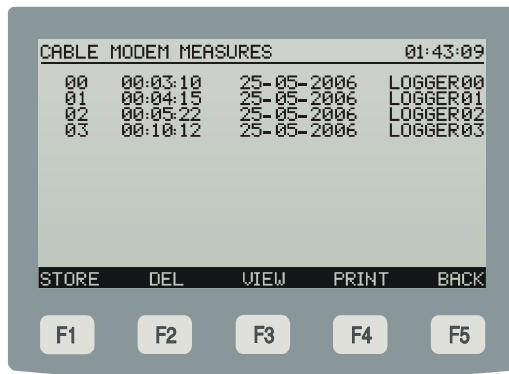 CABLE MODEM MEASURES 01:43:09
00 00:03:10 25-05-2006 LOGGER00
01 00:04:15 25-05-2006 LOGGER01
02 00:05:22 25-05-2006 LOGGER02
03 00:10:12 25-05-2006 LOGGER03
STORE DEL VIEW PRINT BACK
F1 F2 F3 F4 F5